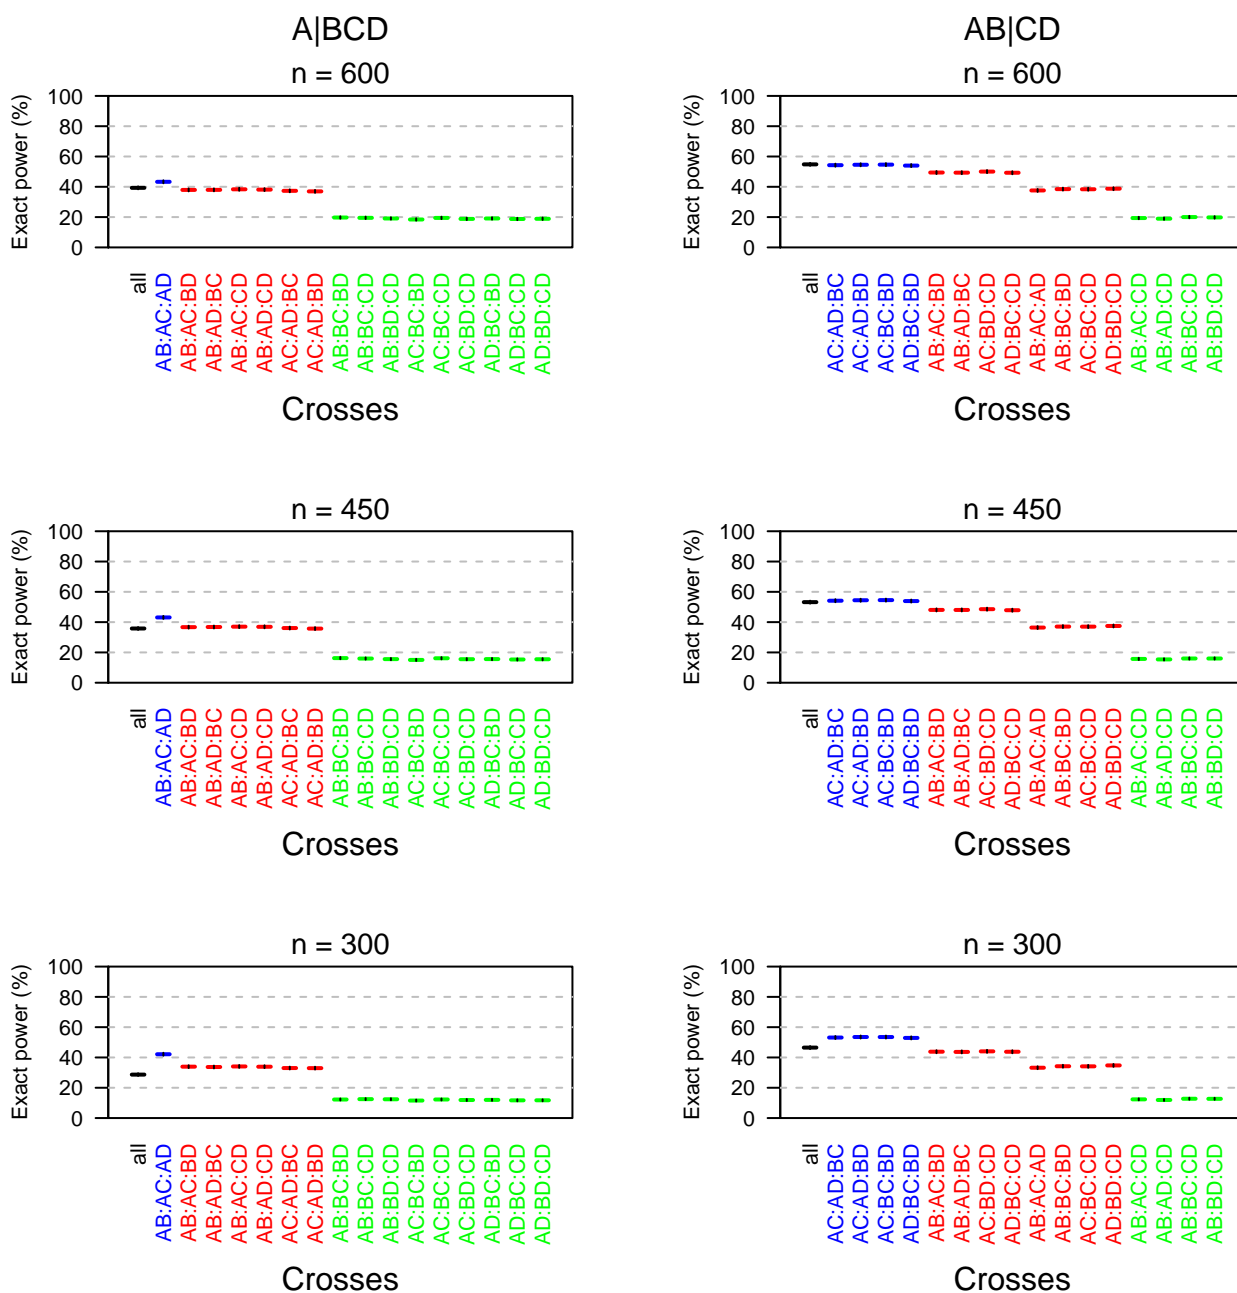 A|BCD
n = 600
Exact power (%)
100
80
60
40
20
0
all
AB:AC:AD
AB:AC:BD
AB:AD:BC
AB:AC:CD
AB:AD:CD
AC:AD:BC
AC:AD:BD
AB:BC:BD
AB:BC:CD
AB:BD:CD
AC:BC:BD
AC:BC:CD
AC:BD:CD
AD:BC:BD
AD:BC:CD
AD:BD:CD
Crosses
AB|CD
n = 600
Exact power (%)
100
80
60
40
20
0
all
AC:AD:BC
AC:AD:BD
AC:BC:BD
AD:BC:BD
AB:AC:BD
AB:AD:BC
AC:BD:CD
AD:BC:CD
AB:AC:AD
AB:BC:BD
AC:BC:CD
AD:BD:CD
AB:AC:CD
AB:AD:CD
AB:BC:CD
AB:BD:CD
Crosses
n = 450
Exact power (%)
100
80
60
40
20
0
all
AB:AC:AD
AB:AC:BD
AB:AD:BC
AB:AC:CD
AB:AD:CD
AC:AD:BC
AC:AD:BD
AB:BC:BD
AB:BC:CD
AB:BD:CD
AC:BC:BD
AC:BC:CD
AC:BD:CD
AD:BC:BD
AD:BC:CD
AD:BD:CD
Crosses
n = 450
Exact power (%)
100
80
60
40
20
0
all
AC:AD:BC
AC:AD:BD
AC:BC:BD
AD:BC:BD
AB:AC:BD
AB:AD:BC
AC:BD:CD
AD:BC:CD
AB:AC:AD
AB:BC:BD
AC:BC:CD
AD:BD:CD
AB:AC:CD
AB:AD:CD
AB:BC:CD
AB:BD:CD
Crosses
n = 300
Exact power (%)
100
80
60
40
20
0
all
AB:AC:AD
AB:AC:BD
AB:AD:BC
AB:AC:CD
AB:AD:CD
AC:AD:BC
AC:AD:BD
AB:BC:BD
AB:BC:CD
AB:BD:CD
AC:BC:BD
AC:BC:CD
AC:BD:CD
AD:BC:BD
AD:BC:CD
AD:BD:CD
Crosses
n = 300
Exact power (%)
100
80
60
40
20
0
all
AC:AD:BC
AC:AD:BD
AC:BC:BD
AD:BC:BD
AB:AC:BD
AB:AD:BC
AC:BD:CD
AD:BC:CD
AB:AC:AD
AB:BC:BD
AC:BC:CD
AD:BD:CD
AB:AC:CD
AB:AD:CD
AB:BC:CD
AB:BD:CD
Crosses